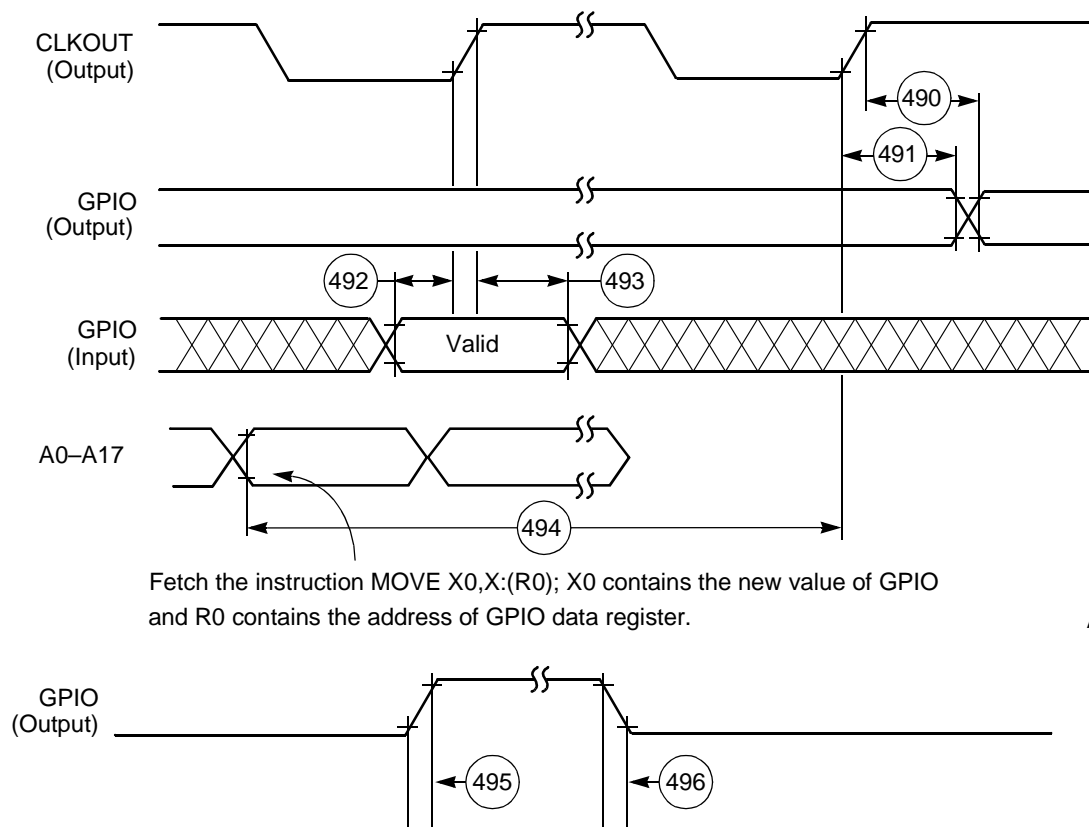 CLKOUT
(Output)
490
491
GPIO
(Output)
492
493
GPIO
(Input)
Valid
A0–A17
494
Fetch the instruction MOVE X0,X:(R0); X0 contains the new value of GPIO
and R0 contains the address of GPIO data register.
GPIO
(Output)
495
496